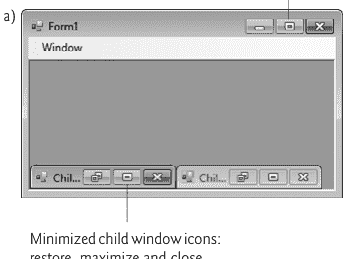 a)
Form1
Window
Chil...
Chil...
Minimized child window icons:
restore, maximize and close